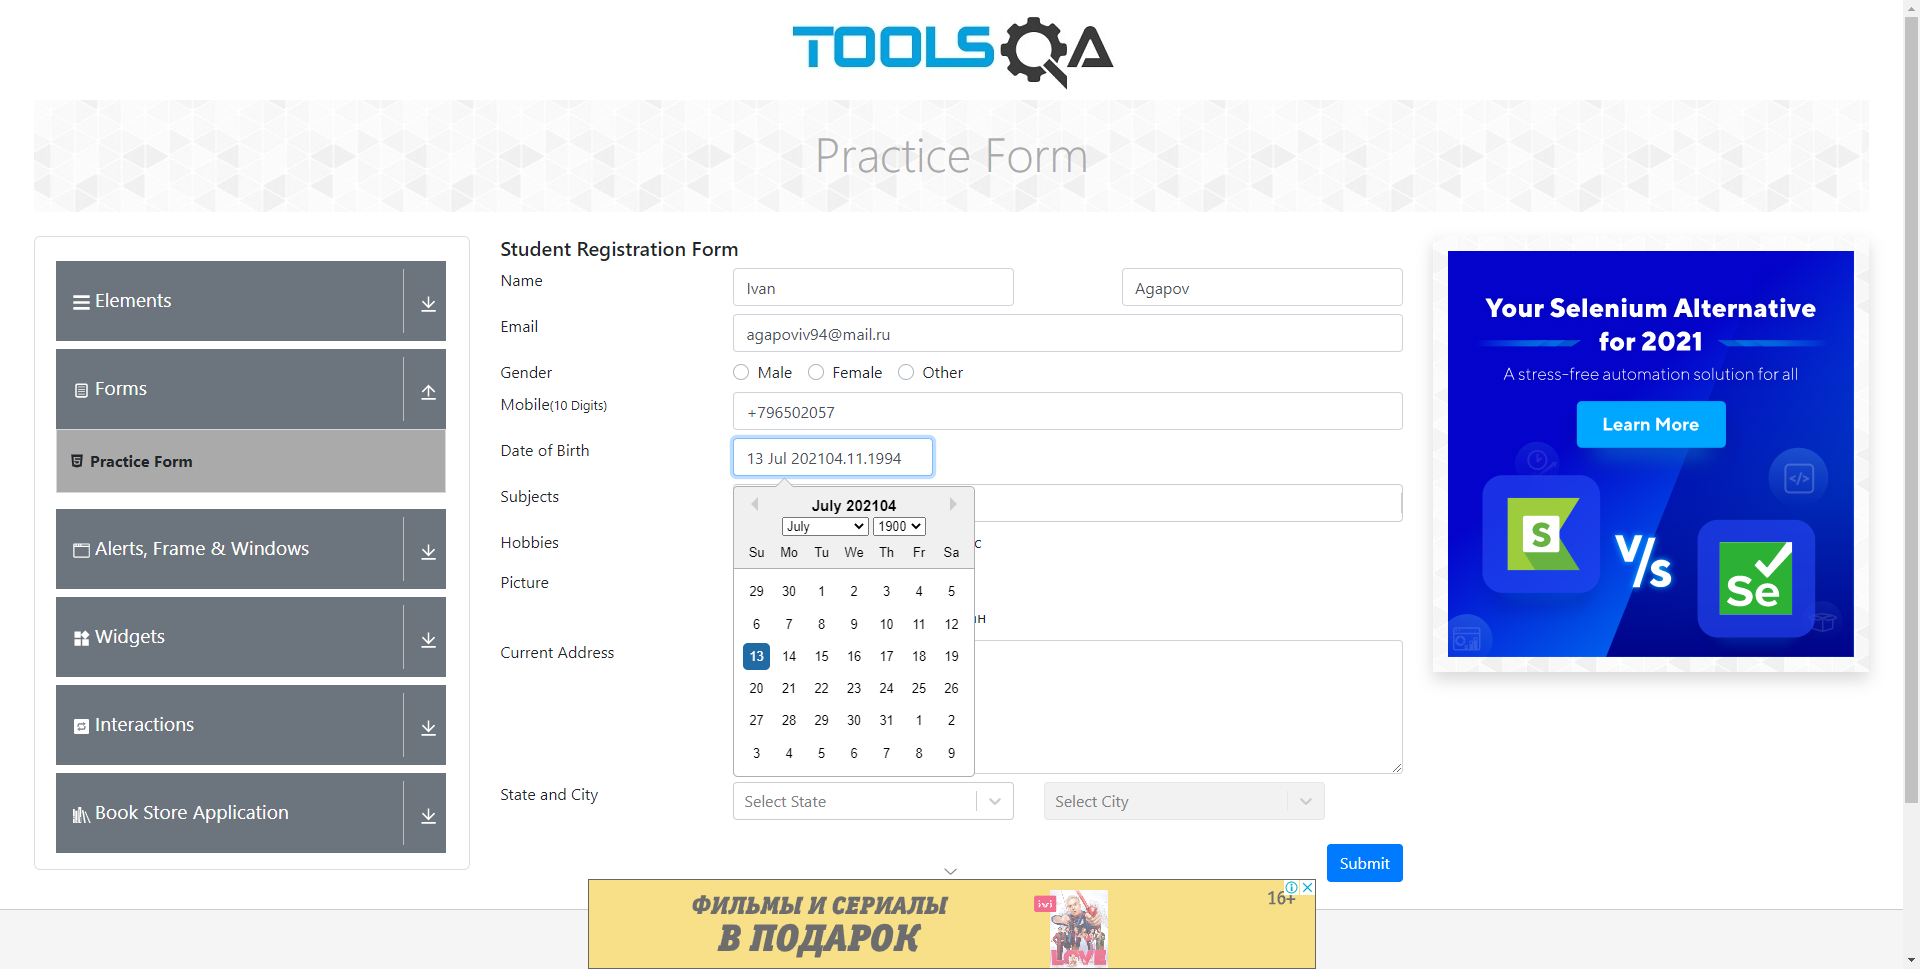 TOOLSQA
Practice Form
Elements
Forms
Practice Form
Alerts, Frame & Windows
Widgets
Interactions
Book Store Application
Student Registration Form
Name
Ivan
Agapov
Email
agapoviv94@mail.ru
Gender
Male
Female
Other
Mobile(10 Digits)
+796502057
Date of Birth
13 Jul 202104.11.1994
Subjects
July 202104
July
1900
Su Mo Tu We Th Fr Sa
29 30 1 2 3 4 5
6 7 8 9 10 11 12
13 14 15 16 17 18 19
20 21 22 23 24 25 26
27 28 29 30 31 1 2
3 4 5 6 7 8 9
Hobbies
c
Picture
н
Current Address
State and City
Select State
Select City
Submit
Your Selenium Alternative
for 2021
A stress-free automation solution for all
Learn More
S
V/s
Se
ФИЛЬМЫ И СЕРИАЛЫ
В ПОДАРОК
ivi
LOVE
16+